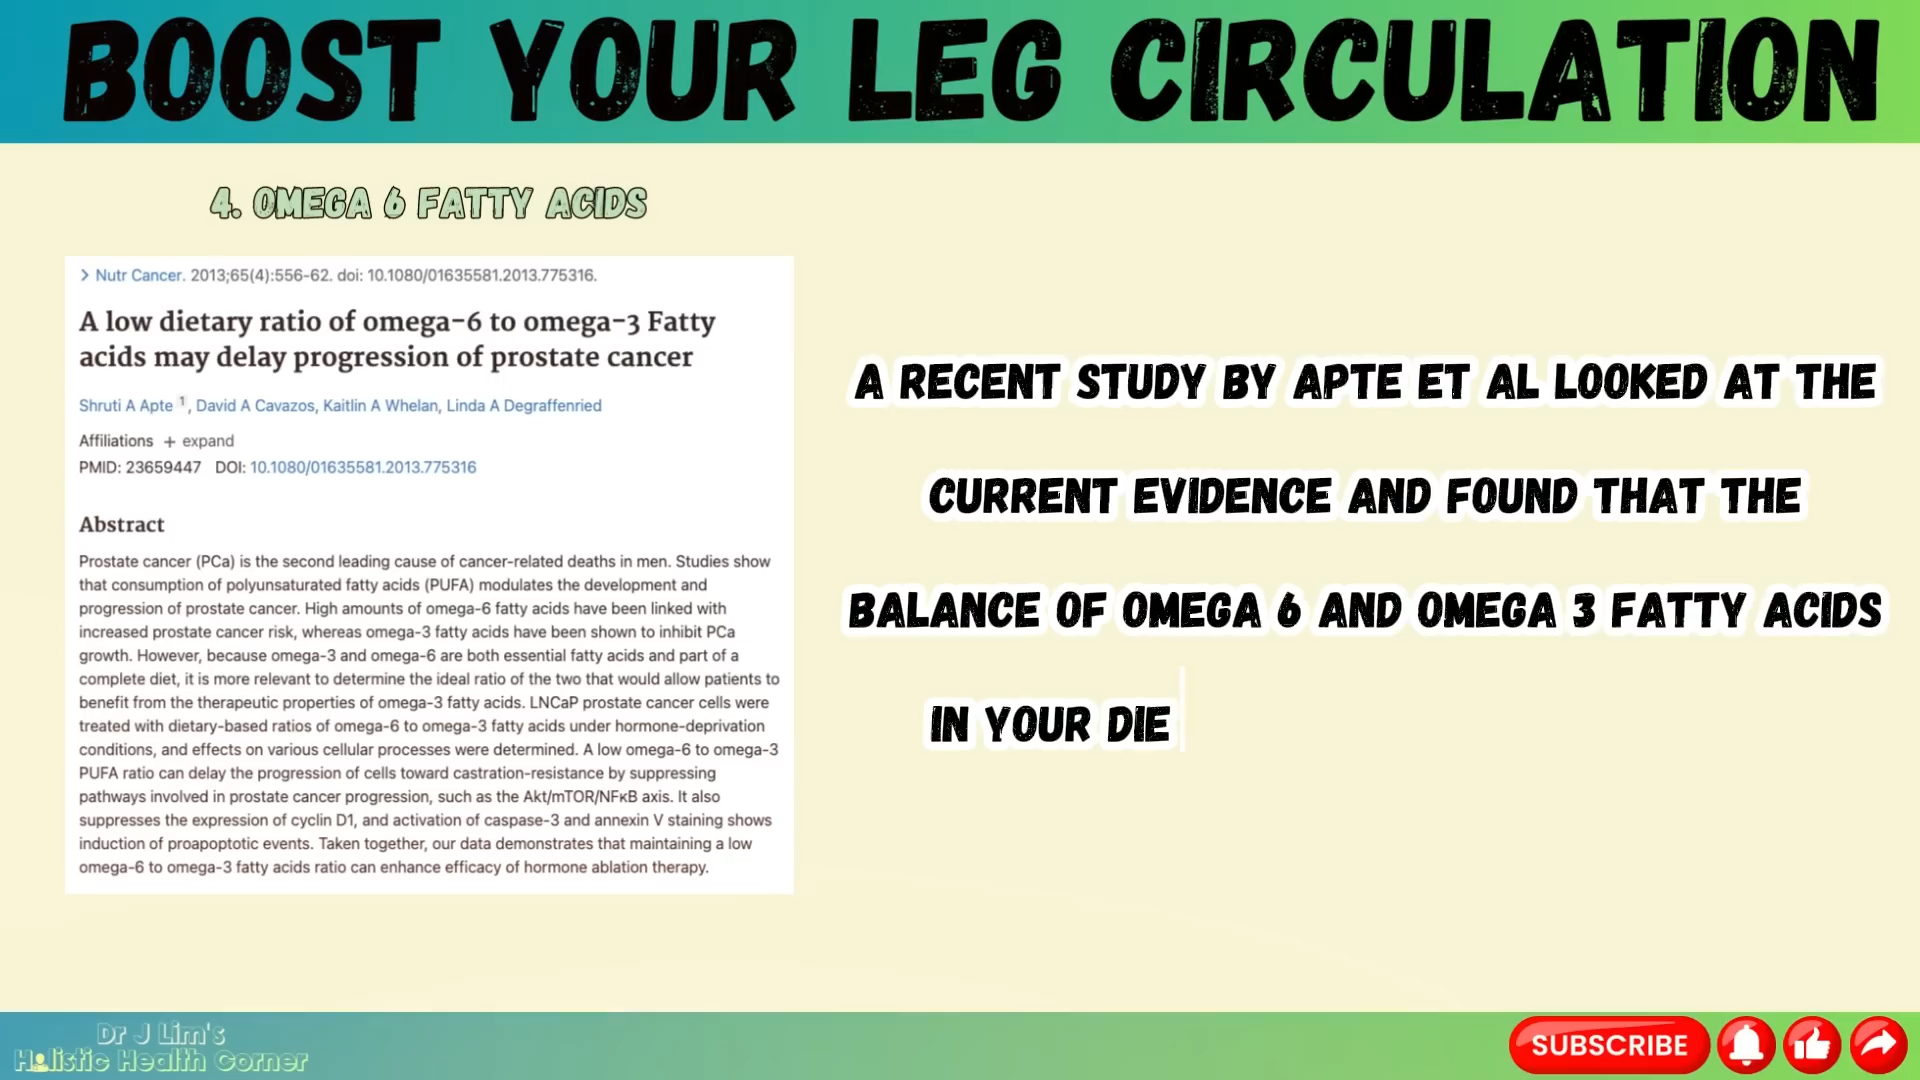 BOOST YOUR LEG CIRCULATION
4. OMEGA 6 FATTY ACIDS
> Nutr Cancer. 2013;65(4):556-62. doi: 10.1080/01635581.2013.775316.
A low dietary ratio of omega-6 to omega-3 Fatty
acids may delay progression of prostate cancer
Shruti A Apte 1, David A Cavazos, Kaitlin A Whelan, Linda A Degraffenried
Affiliations + expand
PMID: 23659447 DOI: 10.1080/01635581.2013.775316
Abstract
Prostate cancer (PCa) is the second leading cause of cancer-related deaths in men. Studies show
that consumption of polyunsaturated fatty acids (PUFA) modulates the development and
progression of prostate cancer. High amounts of omega-6 fatty acids have been linked with
increased prostate cancer risk, whereas omega-3 fatty acids have been shown to inhibit PCa
growth. However, because omega-3 and omega-6 are both essential fatty acids and part of a
complete diet, it is more relevant to determine the ideal ratio of the two that would allow patients to
benefit from the therapeutic properties of omega-3 fatty acids. LNCaP prostate cancer cells were
treated with dietary-based ratios of omega-6 to omega-3 fatty acids under hormone-deprivation
conditions, and effects on various cellular processes were determined. A low omega-6 to omega-3
PUFA ratio can delay the progression of cells toward castration-resistance by suppressing
pathways involved in prostate cancer progression, such as the Akt/mTOR/NFκB axis. It also
suppresses the expression of cyclin D1, and activation of caspase-3 and annexin V staining shows
induction of proapoptotic events. Taken together, our data demonstrates that maintaining a low
omega-6 to omega-3 fatty acids ratio can enhance efficacy of hormone ablation therapy.
A RECENT STUDY BY APTE ET AL LOOKED AT THE
CURRENT EVIDENCE AND FOUND THAT THE
BALANCE OF OMEGA 6 AND OMEGA 3 FATTY ACIDS
IN YOUR DIE
Dr J Lim's
Holistic Health Corner
SUBSCRIBE